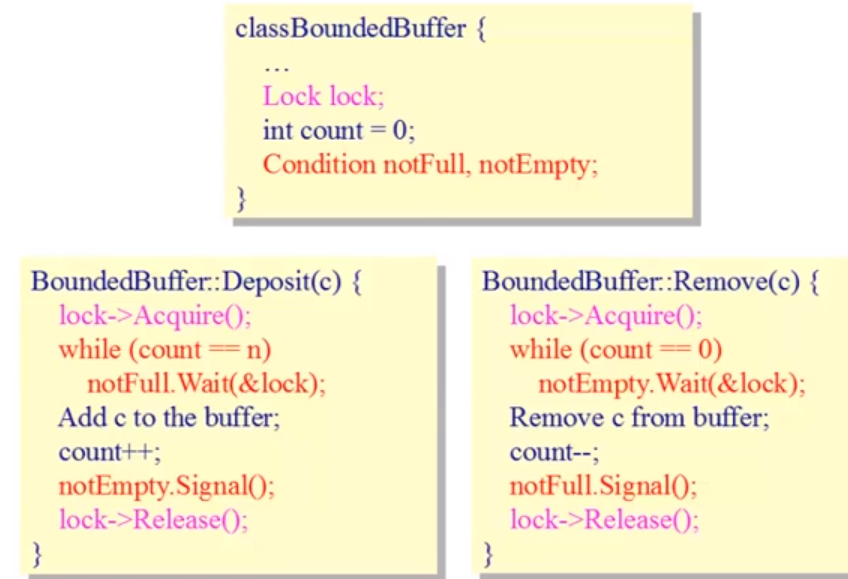 classBoundedBuffer {
…
Lock lock;
int count = 0;
Condition notFull, notEmpty;
}
BoundedBuffer::Deposit(c) {
lock->Acquire();
while (count == n)
notFull.Wait(&lock);
Add c to the buffer;
count++;
notEmpty.Signal();
lock->Release();
}
BoundedBuffer::Remove(c) {
lock->Acquire();
while (count == 0)
notEmpty.Wait(&lock);
Remove c from buffer;
count--;
notFull.Signal();
lock->Release();
}